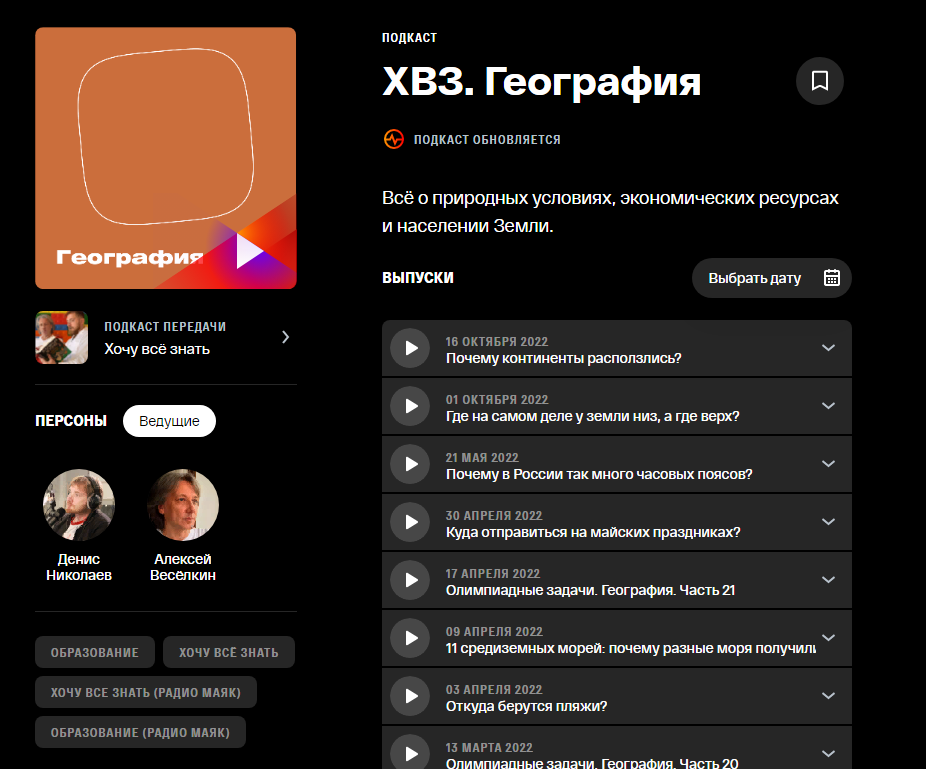 География
ПОДКАСТ ПЕРЕДАЧИ
Хочу всё знать
ПЕРСОНЫ
Ведущие
Денис
Николаев
Алексей
Весёлкин
ОБРАЗОВАНИЕ
ХОЧУ ВСЁ ЗНАТЬ
ХОЧУ ВСЕ ЗНАТЬ (РАДИО МАЯК)
ОБРАЗОВАНИЕ (РАДИО МАЯК)
ПОДКАСТ
ХВЗ. География
ПОДКАСТ ОБНОВЛЯЕТСЯ
Всё о природных условиях, экономических ресурсах
и населении Земли.
ВЫПУСКИ
Выбрать дату
16 ОКТЯБРЯ 2022
Почему континенты расползлись?
01 ОКТЯБРЯ 2022
Где на самом деле у земли низ, а где верх?
21 МАЯ 2022
Почему в России так много часовых поясов?
30 АПРЕЛЯ 2022
Куда отправиться на майских праздниках?
17 АПРЕЛЯ 2022
Олимпиадные задачи. География. Часть 21
09 АПРЕЛЯ 2022
11 средиземных морей: почему разные моря получили
03 АПРЕЛЯ 2022
Откуда берутся пляжи?
13 МАРТА 2022
Олимпиадные задачи. География. Часть 20